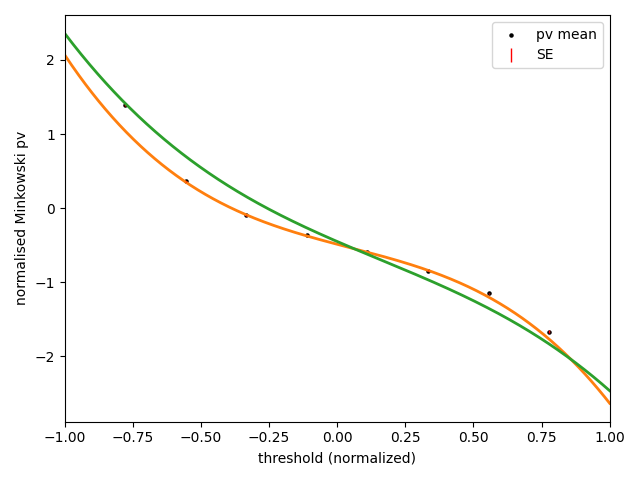 pv mean
SE
normalised Minkowski pv
2
1
0
−1
−2
−1.00 −0.75 −0.50 −0.25 0.00 0.25 0.50 0.75 1.00
threshold (normalized)